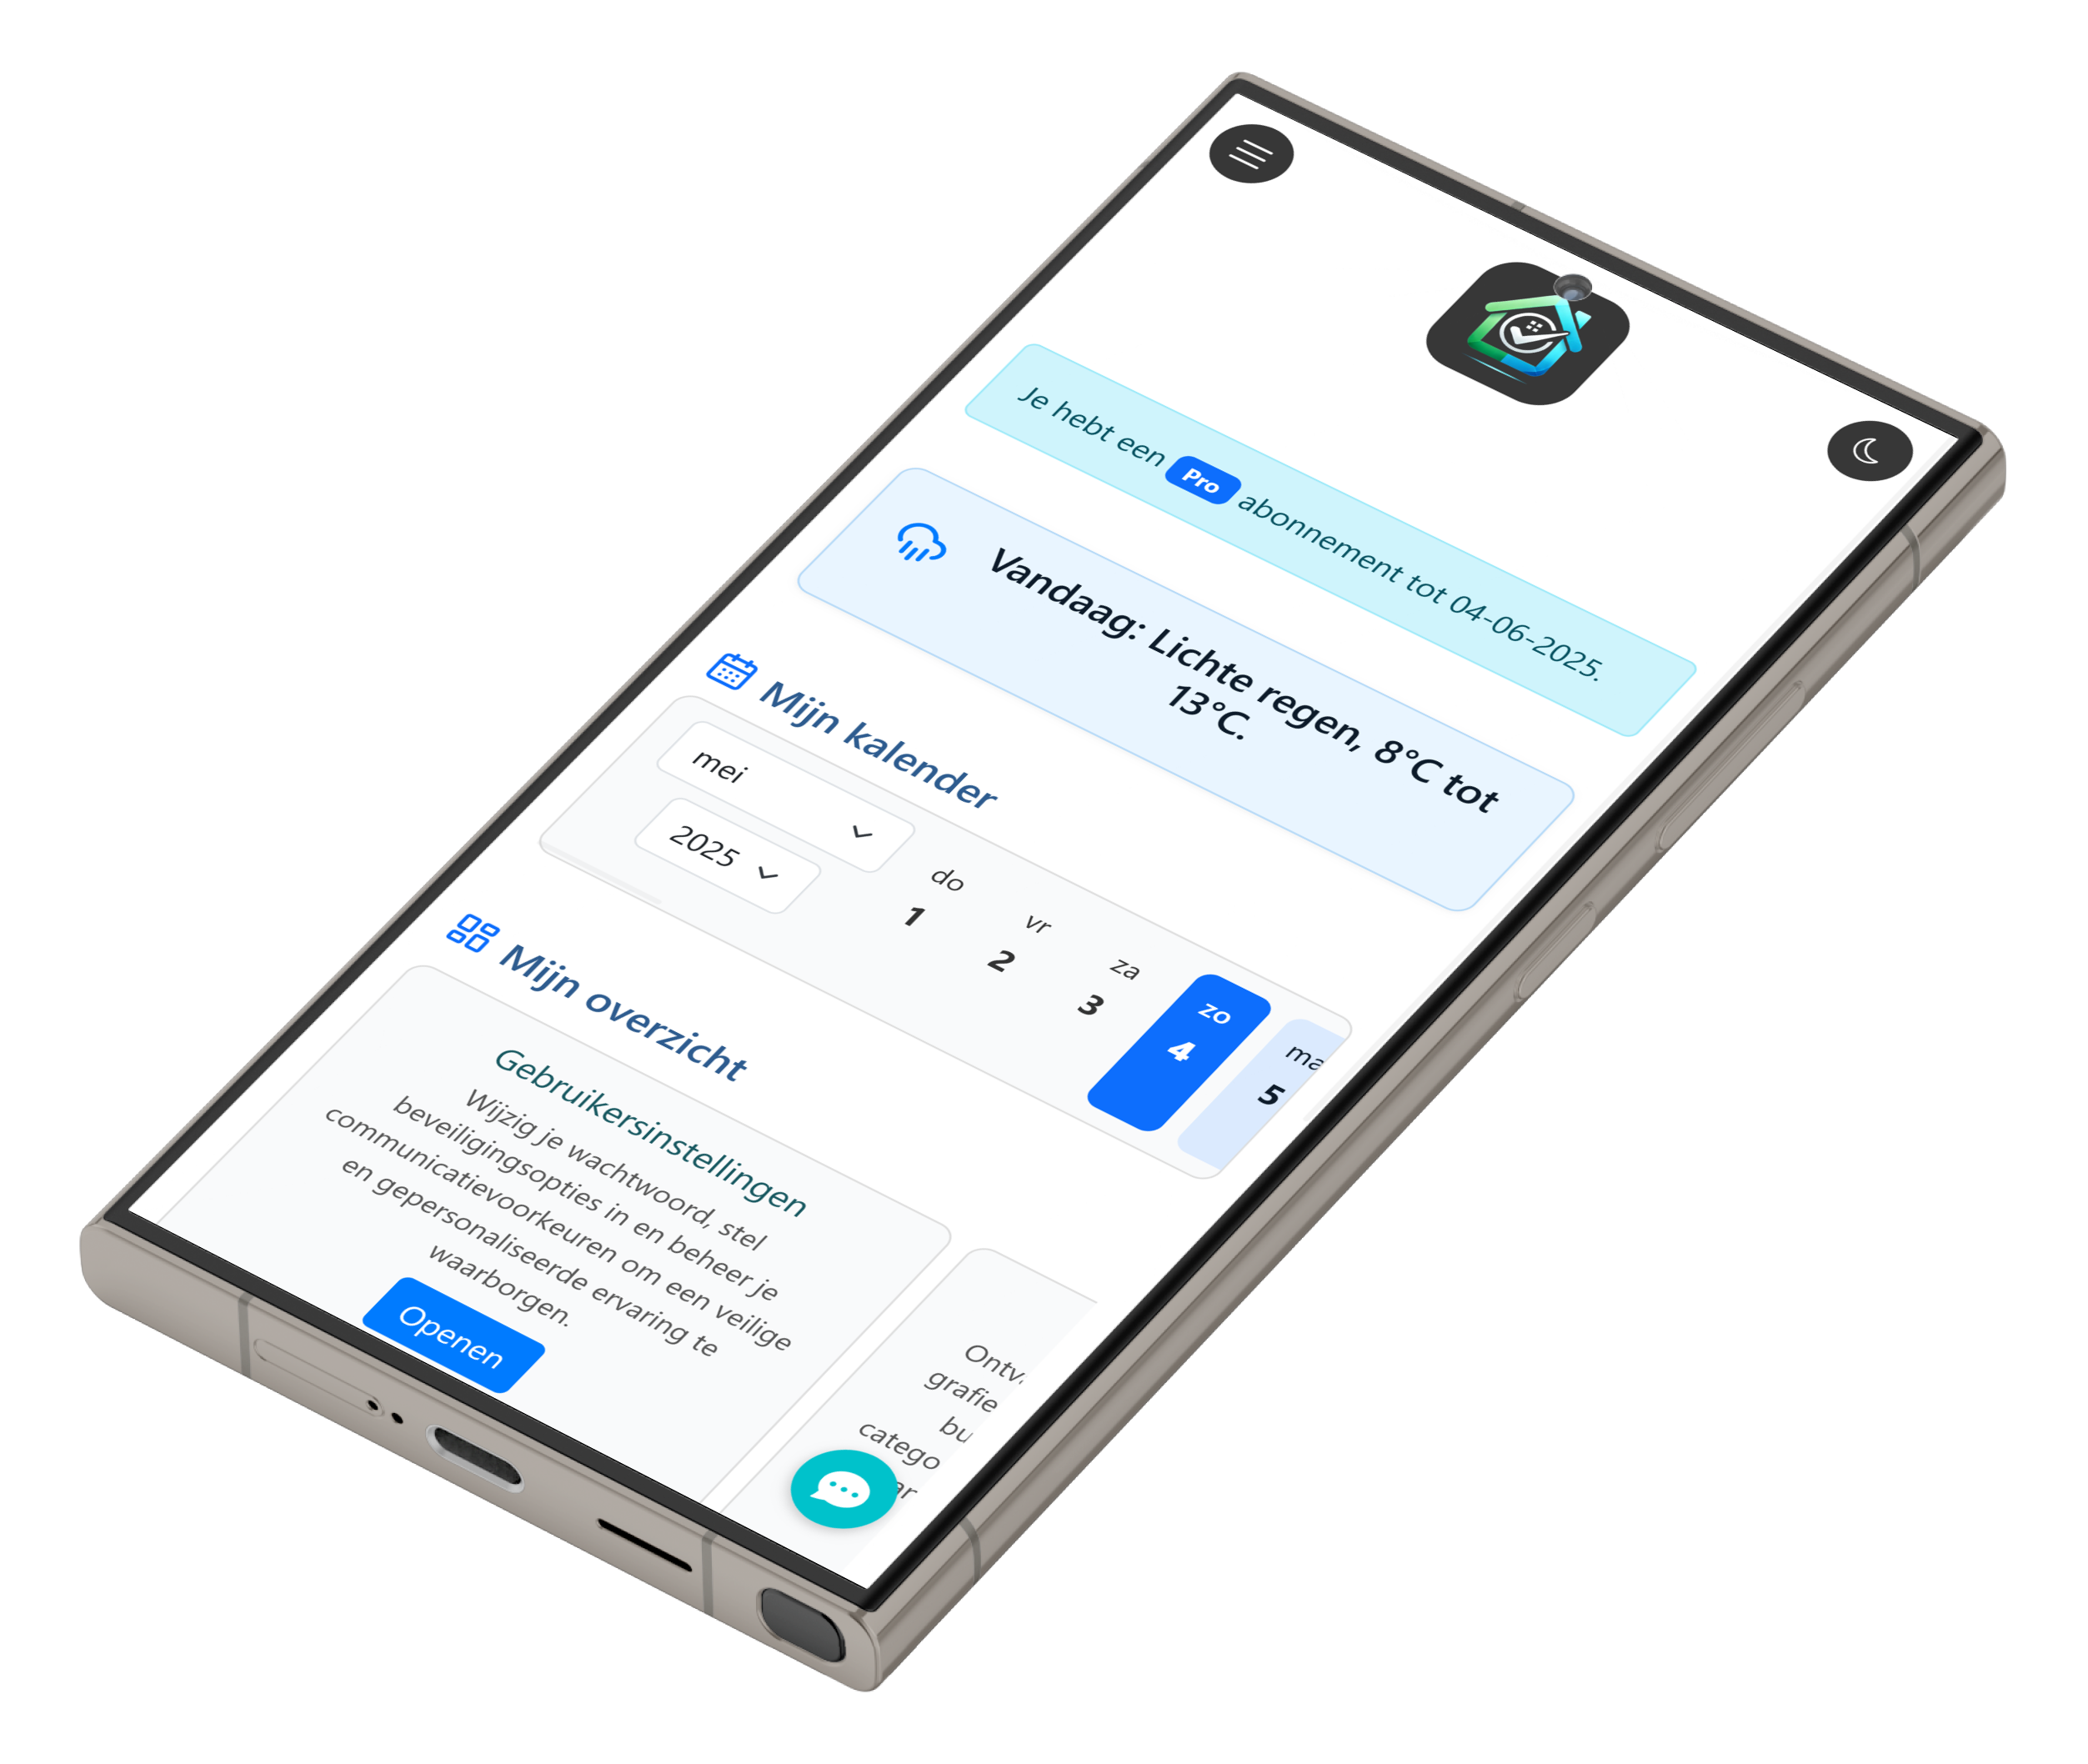 Je hebt een Pro abonnement tot 04-06-2025.
Vandaag: Lichte regen, 8°C tot
13°C.
Mijn kalender
mei
2025
do
1
vr
2
za
3
zo
4
ma
5
Mijn overzicht
Gebruikersinstellingen
Wijzig je wachtwoord, stel
beveiligingsopties in en beheer je
communicatievoorkeuren om een veilige
en gepersonaliseerde ervaring te
waarborgen.
Openen
grafie
bu
catego